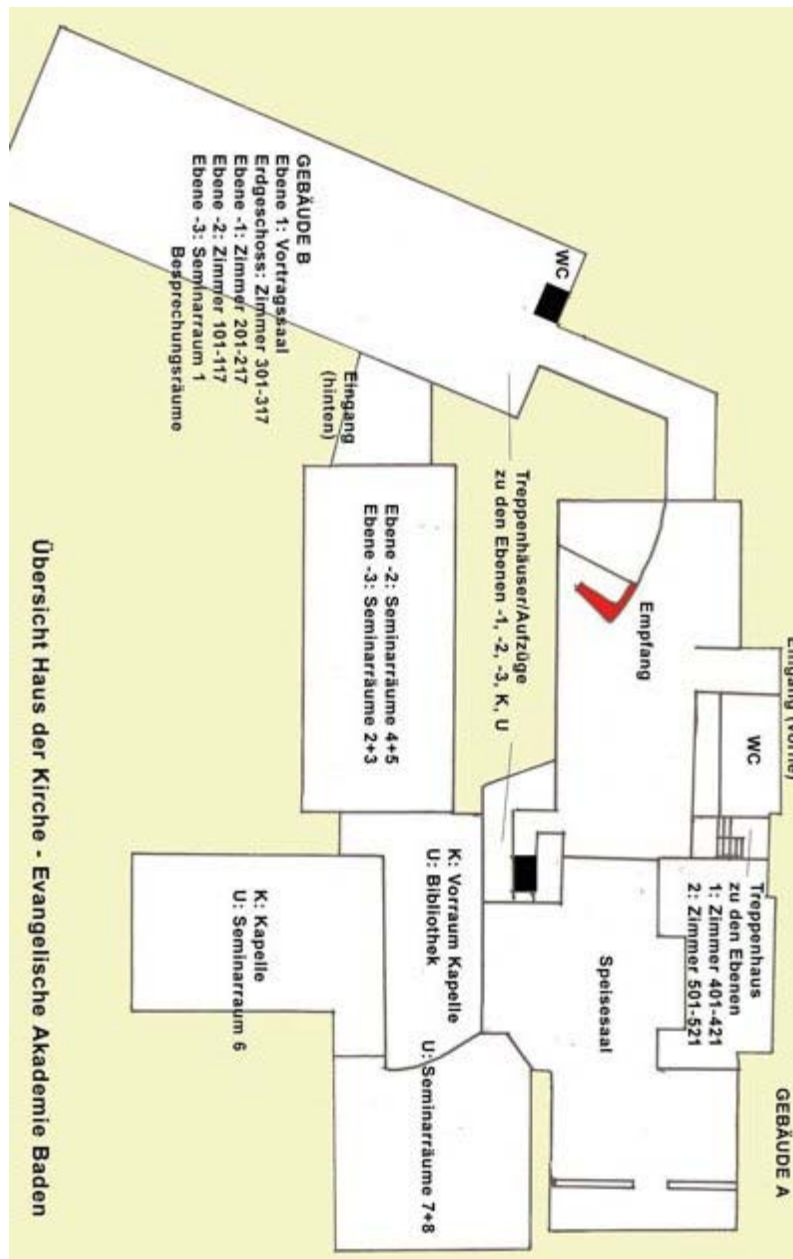 GEBÄUDE A
Eingang (vorne)
WC
Treppenhaus
zu den Ebenen
1: Zimmer 401-421
2: Zimmer 501-521
Empfang
Speisesaal
WC
Treppenhäuser/Aufzüge
zu den Ebenen -1, -2, -3, K, U
K: Vorraum Kapelle
U: Bibliothek
U: Seminarräume 7+8
Eingang
(hinten)
Ebene -2: Seminarräume 4+5
Ebene -3: Seminarräume 2+3
K: Kapelle
U: Seminarraum 6
GEBÄUDE B
Ebene 1: Vortragssaal
Erdgeschoss: Zimmer 301-317
Ebene -1: Zimmer 201-217
Ebene -2: Zimmer 101-117
Ebene -3: Seminarraum 1
Besprechungsräume
Übersicht Haus der Kirche - Evangelische Akademie Baden